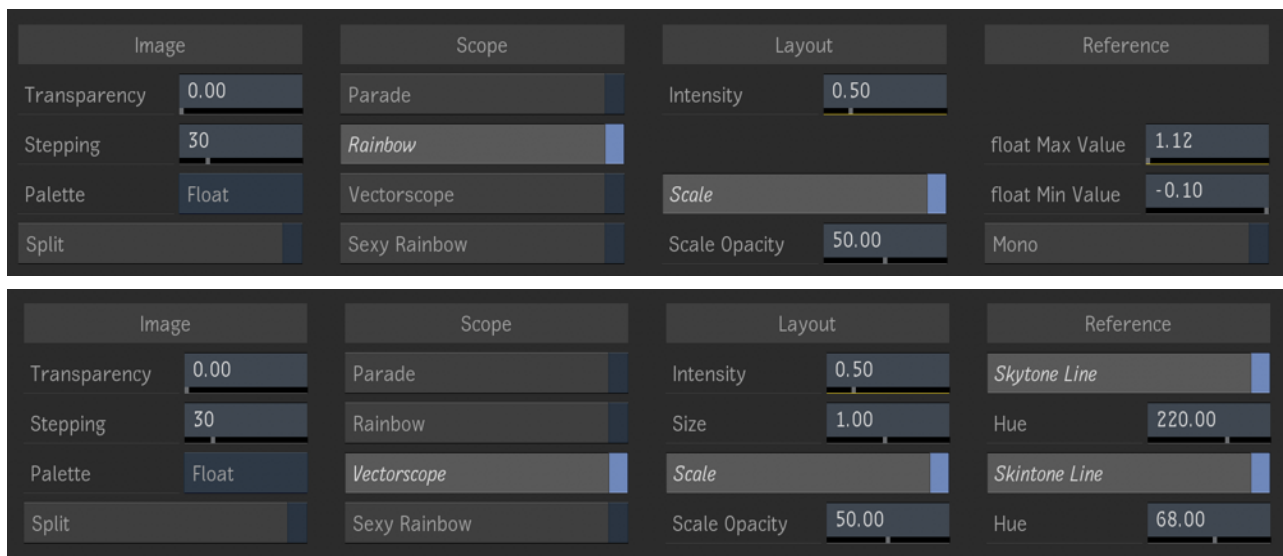 Image Scope Layout Reference
Transparency 0.00 Parade Intensity 0.50
Stepping 30 Rainbow float Max Value 1.12
Palette Float Vectorscope Scale float Min Value -0.10
Split Sexy Rainbow Scale Opacity 50.00 Mono
Image Scope Layout Reference
Transparency 0.00 Parade Intensity 0.50 Skytone Line
Stepping 30 Rainbow Size 1.00 Hue 220.00
Palette Float Vectorscope Scale Skintone Line
Split Sexy Rainbow Scale Opacity 50.00 Hue 68.00